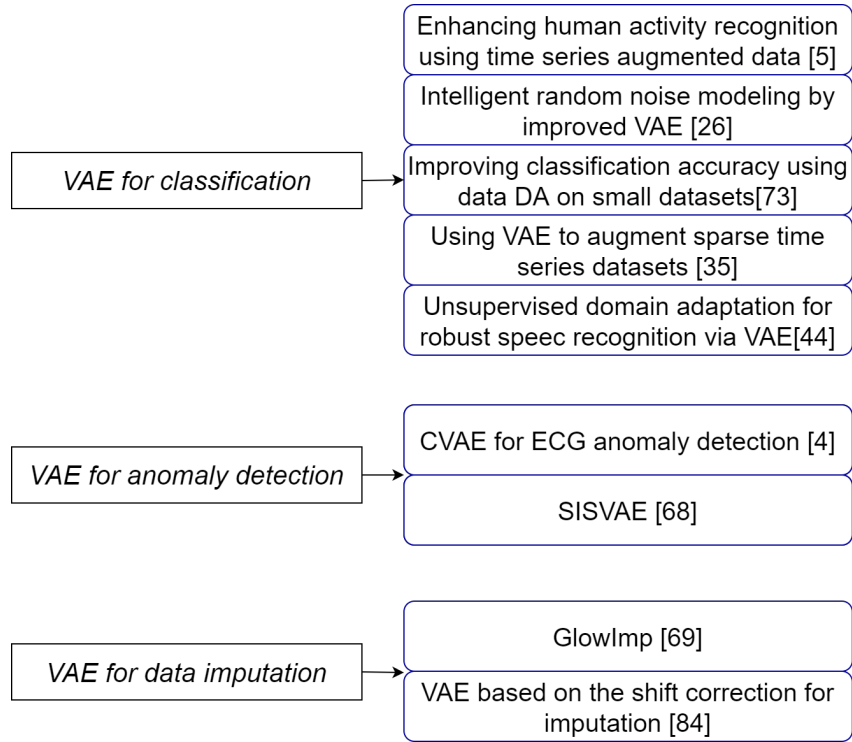 Enhancing human activity recognition
using time series augmented data [5]
Intelligent random noise modeling by
improved VAE [26]
VAE for classification
Improving classification accuracy using
data DA on small datasets[73]
Using VAE to augment sparse time
series datasets [35]
Unsupervised domain adaptation for
robust speec recognition via VAE[44]
VAE for anomaly detection
CVAE for ECG anomaly detection [4]
SISVAE [68]
VAE for data imputation
GlowImp [69]
VAE based on the shift correction for
imputation [84]